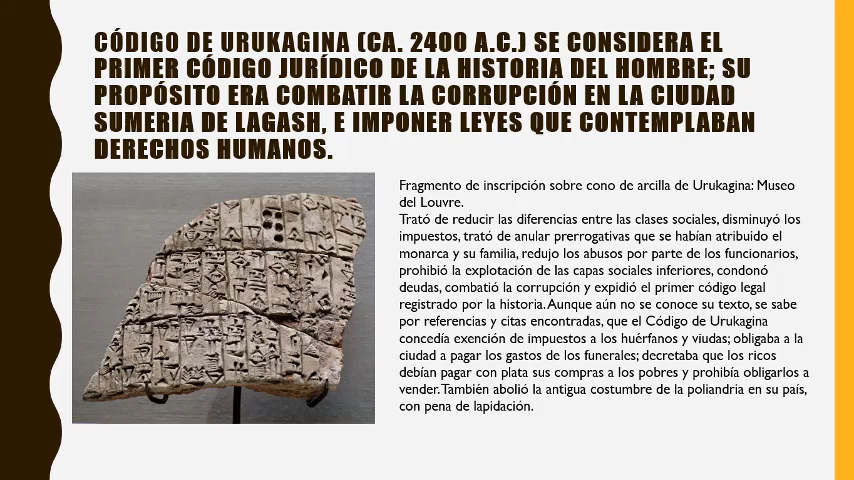 CÓDIGO DE URUKAGINA (CA. 2400 A.C.) SE CONSIDERA EL
PRIMER CÓDIGO JURÍDICO DE LA HISTORIA DEL HOMBRE; SU
PROPÓSITO ERA COMBATIR LA CORRUPCIÓN EN LA CIUDAD
SUMERIA DE LAGASH, E IMPONER LEYES QUE CONTEMPLABAN
DERECHOS HUMANOS.
Fragmento de inscripción sobre cono de arcilla de Urukagina: Museo
del Louvre.
Trató de reducir las diferencias entre las clases sociales, disminuyó los
impuestos, trató de anular prerrogativas que se habían atribuido el
monarca y su familia, redujo los abusos por parte de los funcionarios,
prohibió la explotación de las capas sociales inferiores, condonó
deudas, combatió la corrupción y expidió el primer código legal
registrado por la historia. Aunque aún no se conoce su texto, se sabe
por referencias y citas encontradas, que el Código de Urukagina
concedía exención de impuestos a los huérfanos y viudas; obligaba a la
ciudad a pagar los gastos de los funerales; decretaba que los ricos
debían pagar con plata sus compras a los pobres y prohibía obligarlos a
vender. También abolió la antigua costumbre de la poliandria en su país,
con pena de lapidación.